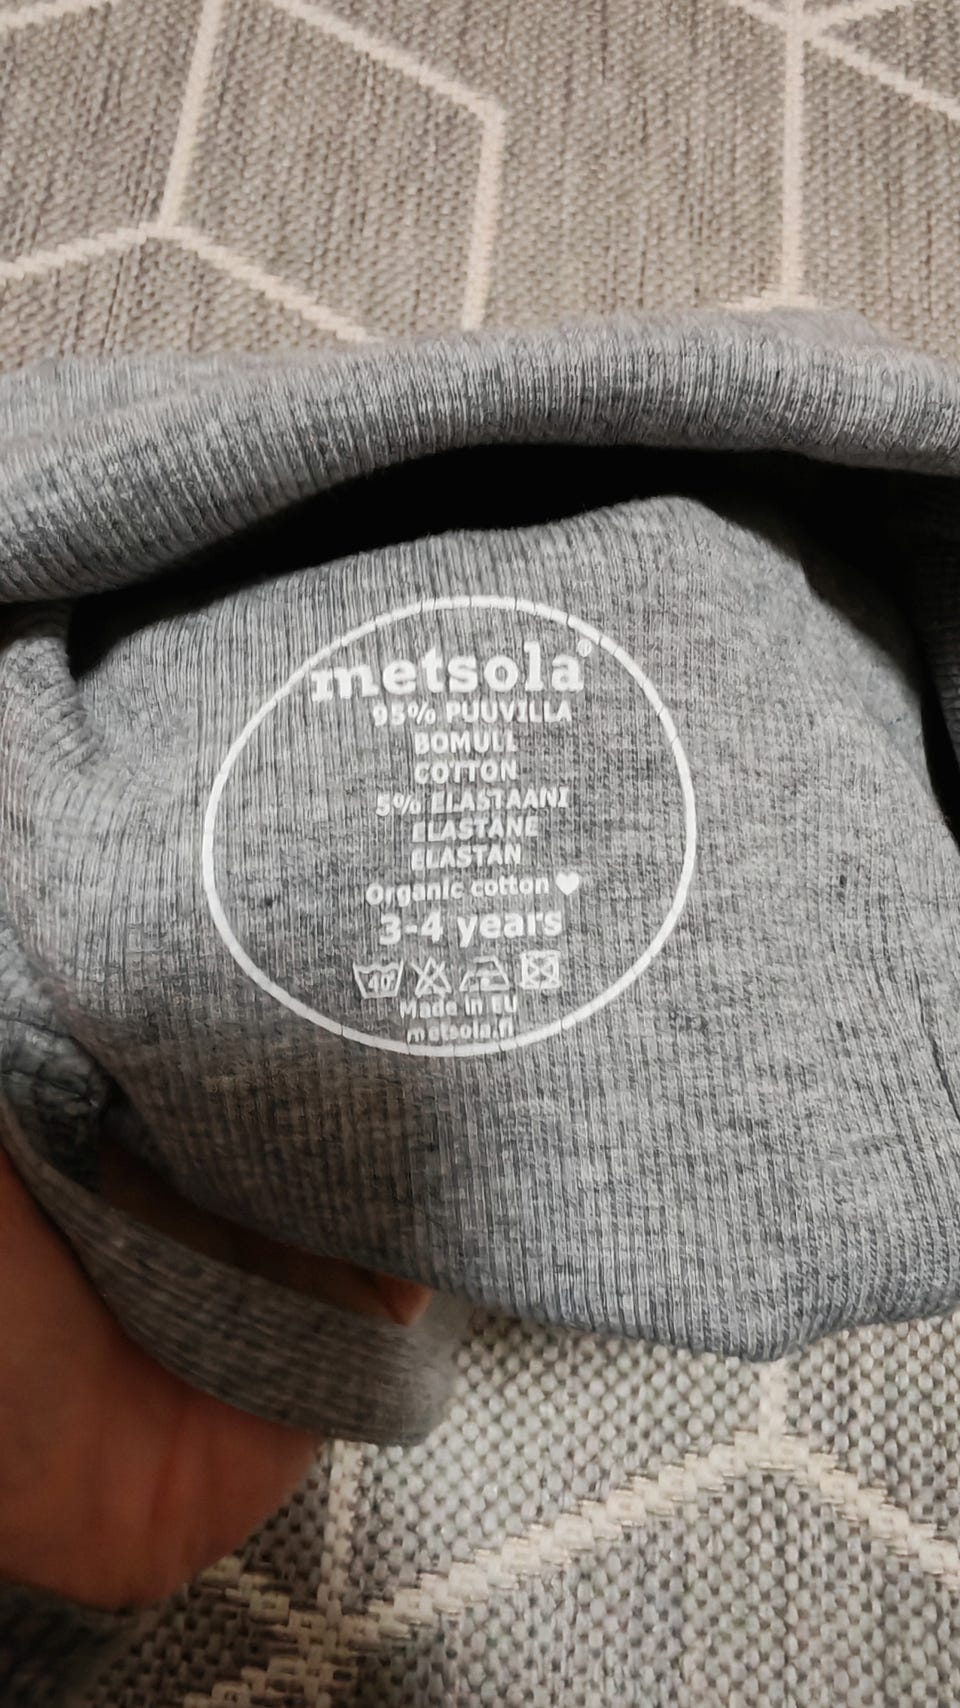 metsola®
95% PUUVILLA
BOMULL
COTTON
5% ELASTAANI
ELASTANE
ELASTAN
Organic cotton ♥
3-4 years
40°
Made in EU
metsola.fi